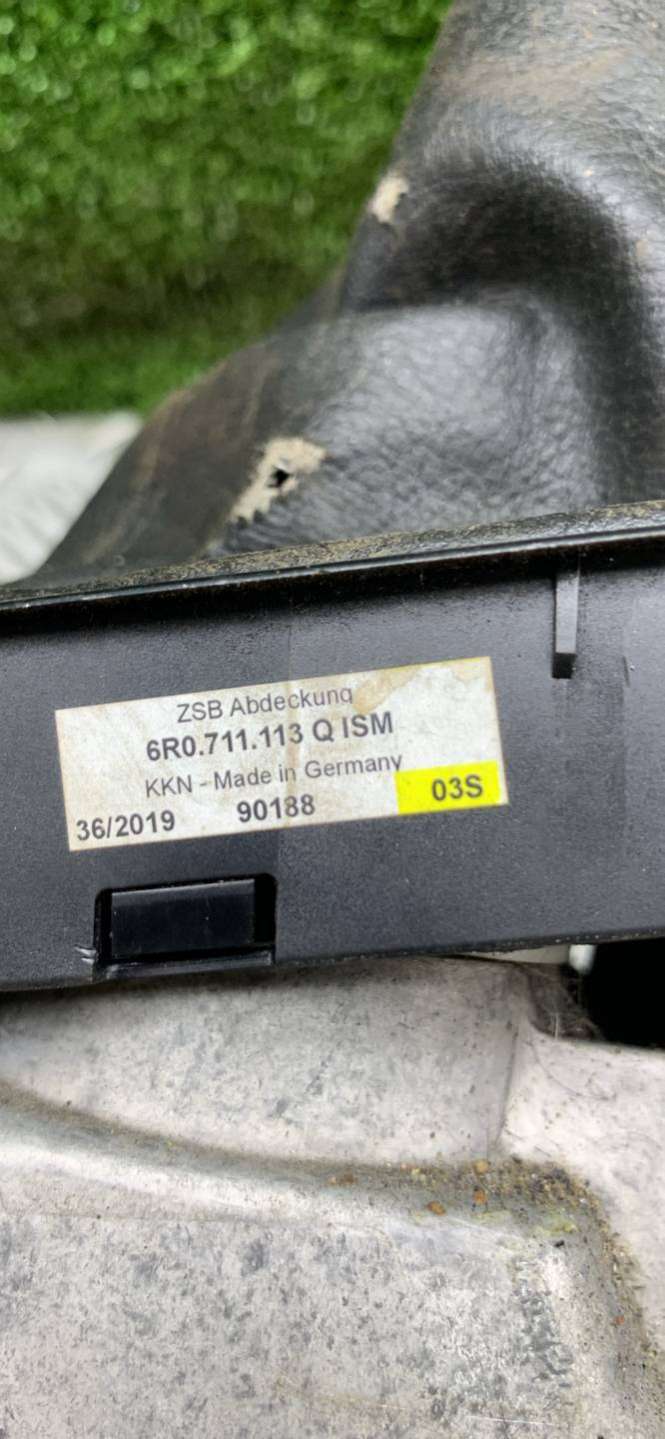 ZSB Abdeckung
6R0.711.113 Q ISM
KKN - Made in Germany
36/2019 90188 03S